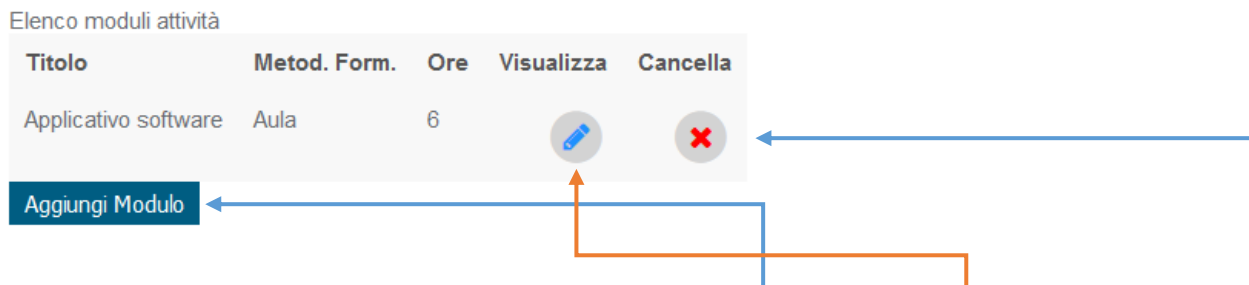 Elenco moduli attività
Titolo Metod. Form. Ore Visualizza Cancella
Applicativo software Aula 6
Aggiungi Modulo